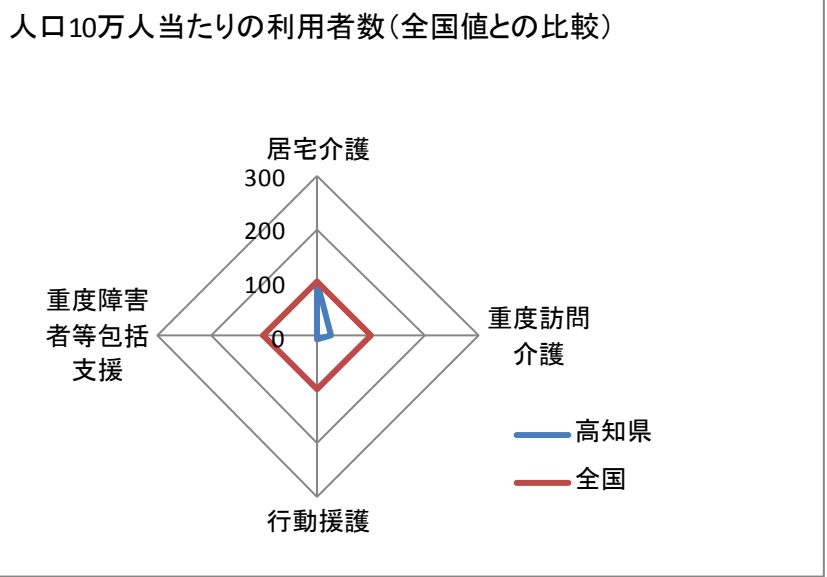 人口10万人当たりの利用者数（全国値との比較）
居宅介護
300
200
100
0
重度障害
者等包括
支援
重度訪問
介護
高知県
全国
行動援護